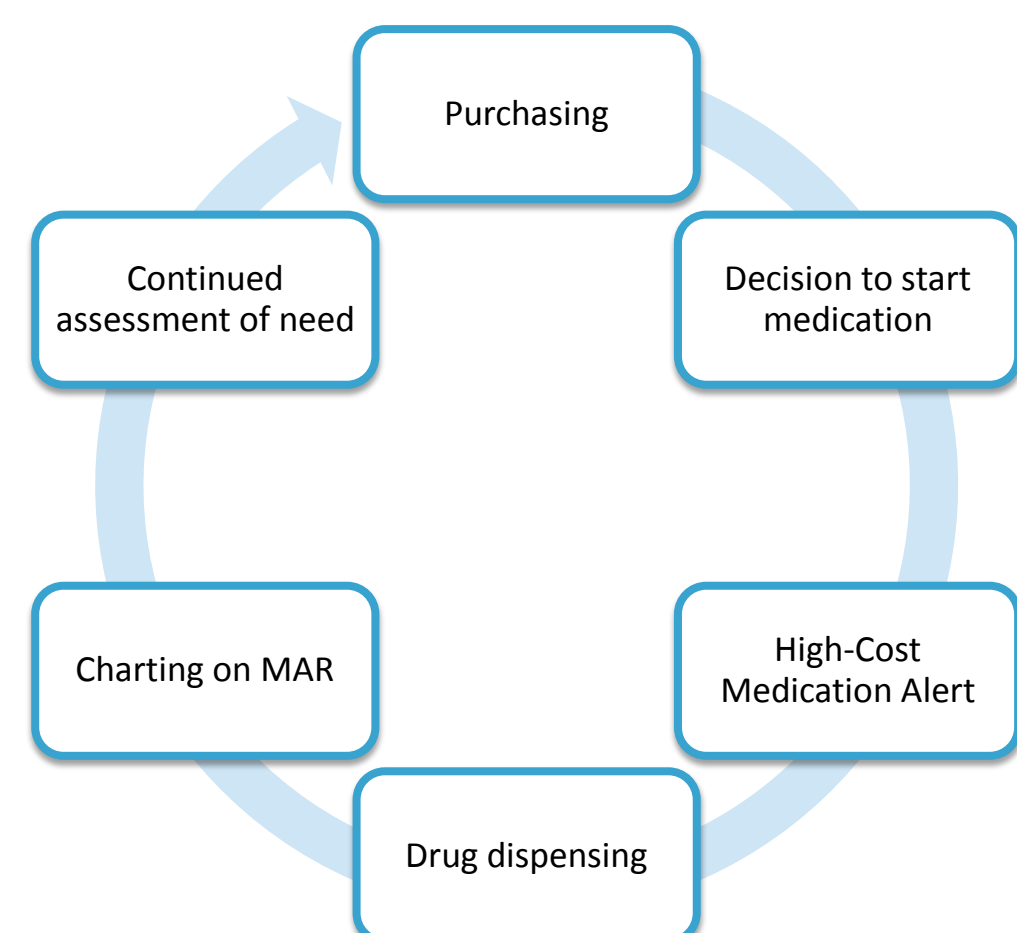 Purchasing
Decision to start
medication
High-Cost
Medication Alert
Drug dispensing
Charting on MAR
Continued
assessment of need